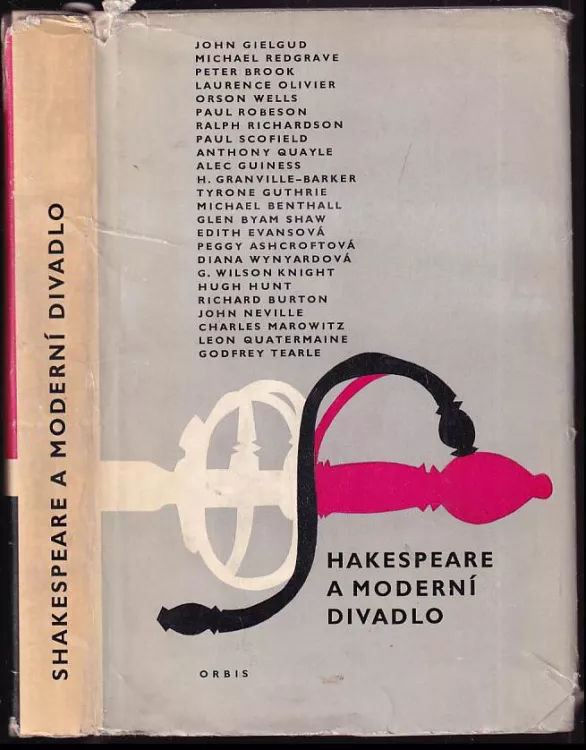 JOHN GIELGUD
MICHAEL REDGRAVE
PETER BROOK
LAURENCE OLIVIER
ORSON WELLS
PAUL ROBESON
RALPH RICHARDSON
PAUL SCOFIELD
ANTHONY QUAYLE
ALEC GUINESS
H. GRANVILLE-BARKER
TYRONE GUTHRIE
MICHAEL BENTHALL
GLEN BYAM SHAW
EDITH EVANSOVÁ
PEGGY ASHCROFTOVÁ
DIANA WYNYARDOVÁ
G. WILSON KNIGHT
HUGH HUNT
RICHARD BURTON
JOHN NEVILLE
CHARLES MAROWITZ
LEON QUATERMAINE
GODFREY TEARLE
SHAKESPEARE
A MODERNÍ
DIVADLO
ORBIS
SHAKESPEARE A MODERNÍ DIVADLO